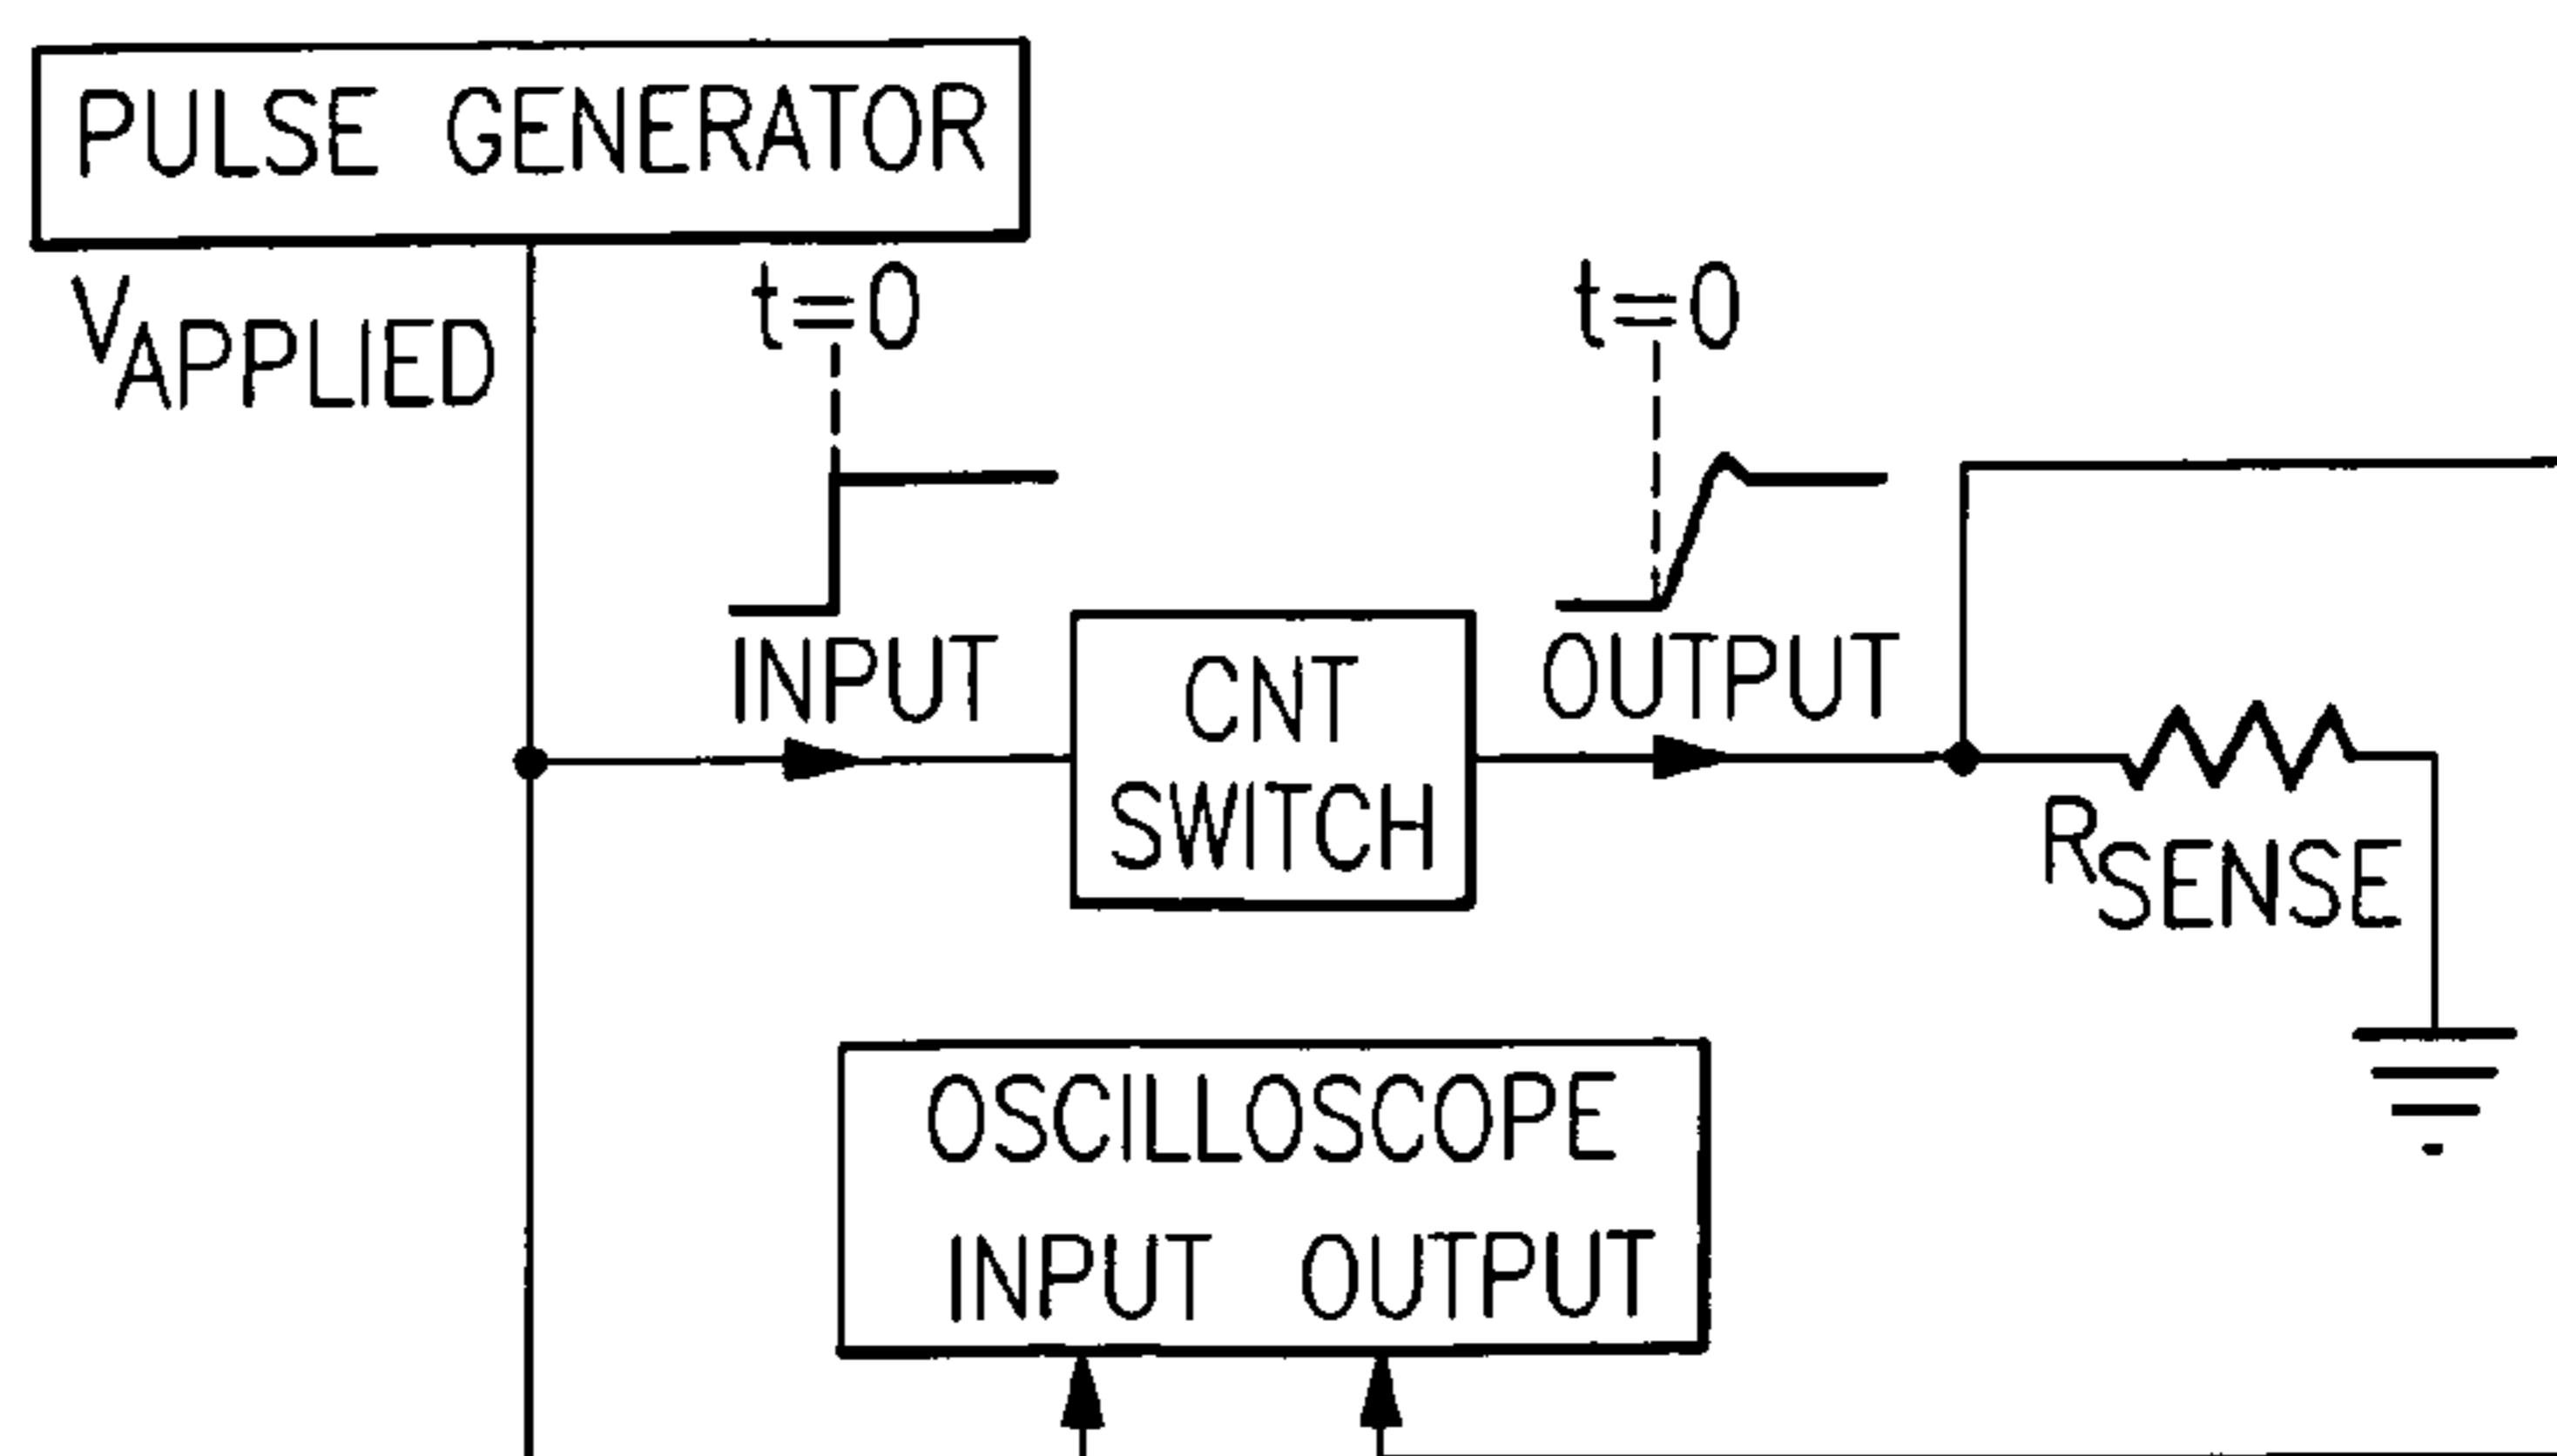 PULSE GENERATOR
VAPPLIED
t=0
t=0
INPUT
OUTPUT
CNT
SWITCH
RSENSE
OSCILLOSCOPE
INPUT OUTPUT